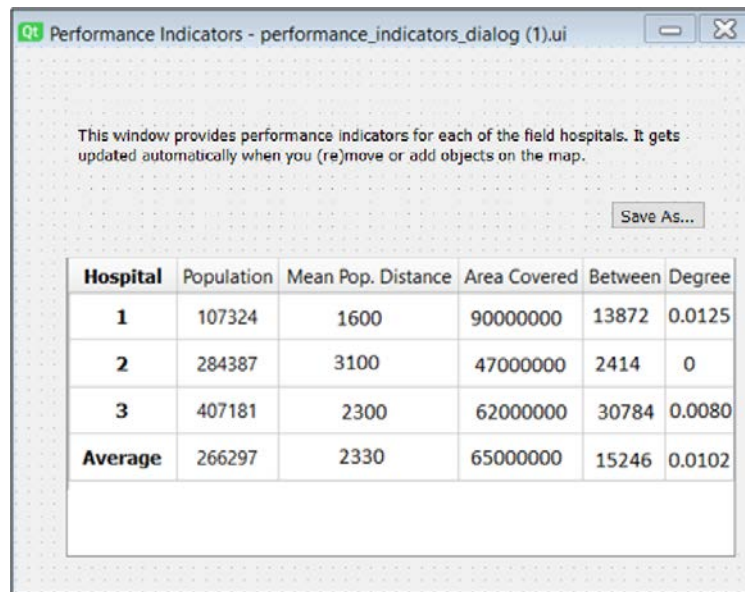 Qt Performance Indicators - performance_indicators_dialog (1).ui
This window provides performance indicators for each of the field hospitals. It gets
updated automatically when you (re)move or add objects on the map.
Save As...
Hospital Population Mean Pop. Distance Area Covered Between Degree
1 107324 1600 90000000 13872 0.0125
2 284387 3100 47000000 2414 0
3 407181 2300 62000000 30784 0.0080
Average 266297 2330 65000000 15246 0.0102